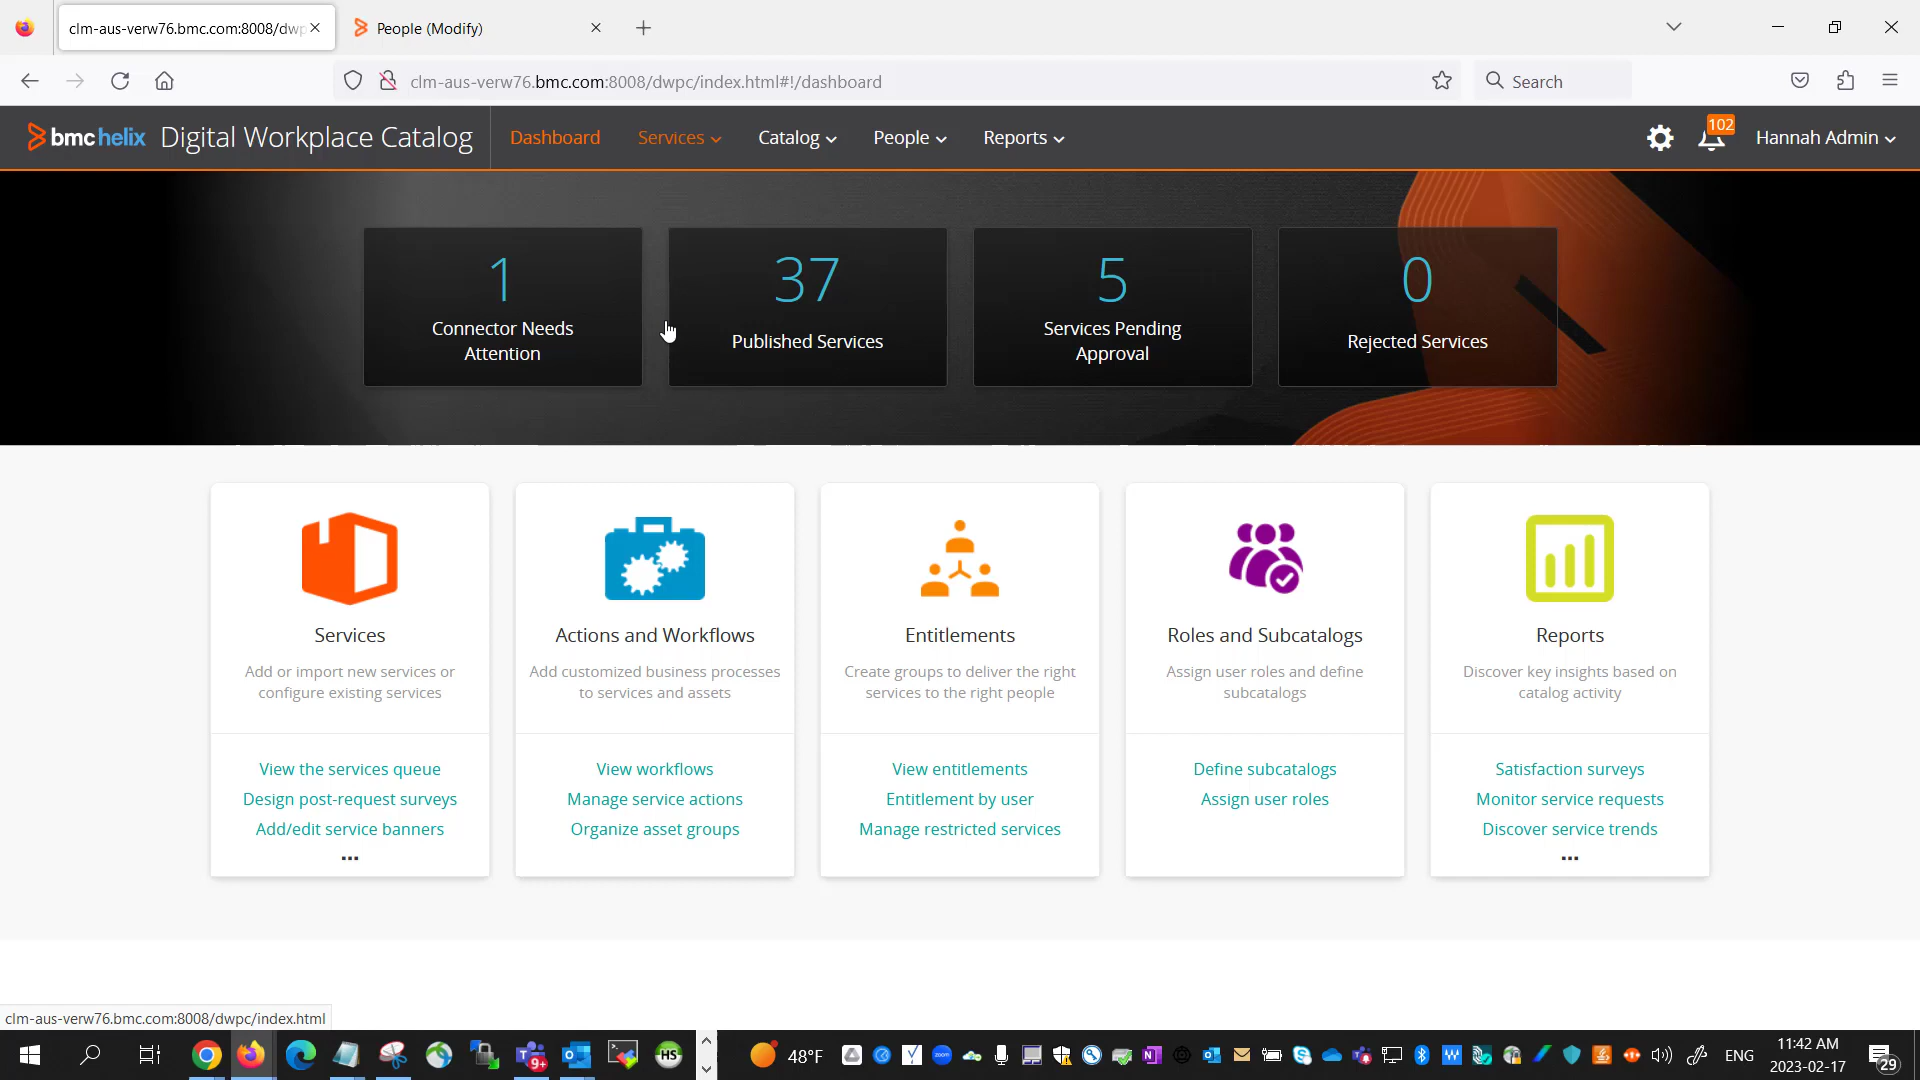 clm-aus-verw76.bmc.com:8008/dwp
People (Modify)
clm-aus-verw76.bmc.com:8008/dwpc/index.html#!/dashboard
Search
bmc helix Digital Workplace Catalog
Dashboard
Services
Catalog
People
Reports
102
Hannah Admin
1
Connector Needs
Attention
37
Published Services
5
Services Pending
Approval
0
Rejected Services
Services
Add or import new services or
configure existing services
View the services queue
Design post-request surveys
Add/edit service banners
...
Actions and Workflows
Add customized business processes
to services and assets
View workflows
Manage service actions
Organize asset groups
Entitlements
Create groups to deliver the right
services to the right people
View entitlements
Entitlement by user
Manage restricted services
Roles and Subcatalogs
Assign user roles and define
subcatalogs
Define subcatalogs
Assign user roles
Reports
Discover key insights based on
catalog activity
Satisfaction surveys
Monitor service requests
Discover service trends
...
clm-aus-verw76.bmc.com:8008/dwpc/index.html
9+
HS
48°F
zoom
ENG
11:42 AM
2023-02-17
29